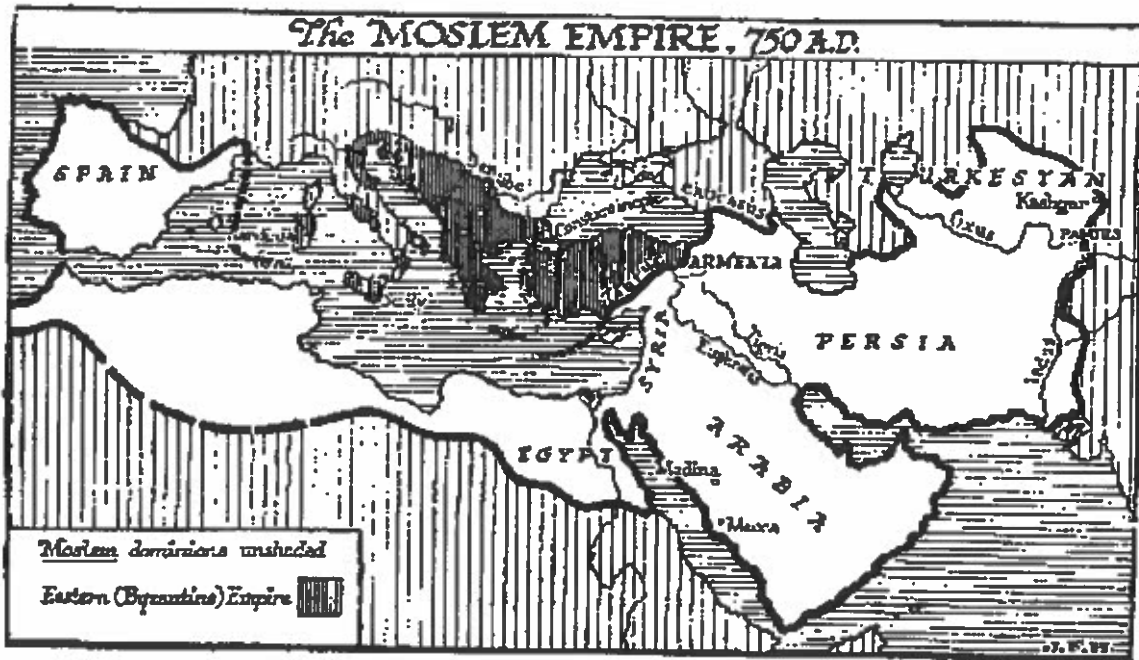 The MOSLEM EMPIRE, 750 A.D.
SPAIN
TURKESTAN
Kashgar
Oxus
PAMIRS
Constantinople
Caucasus
ARMENIA
PERSIA
Tigris
Euphrates
SYRIA
Indus
ARABIA
EGYPT
Medina
Mecca
Moslem dominions unshaded
Eastern (Byzantine) Empire
J.F.H.